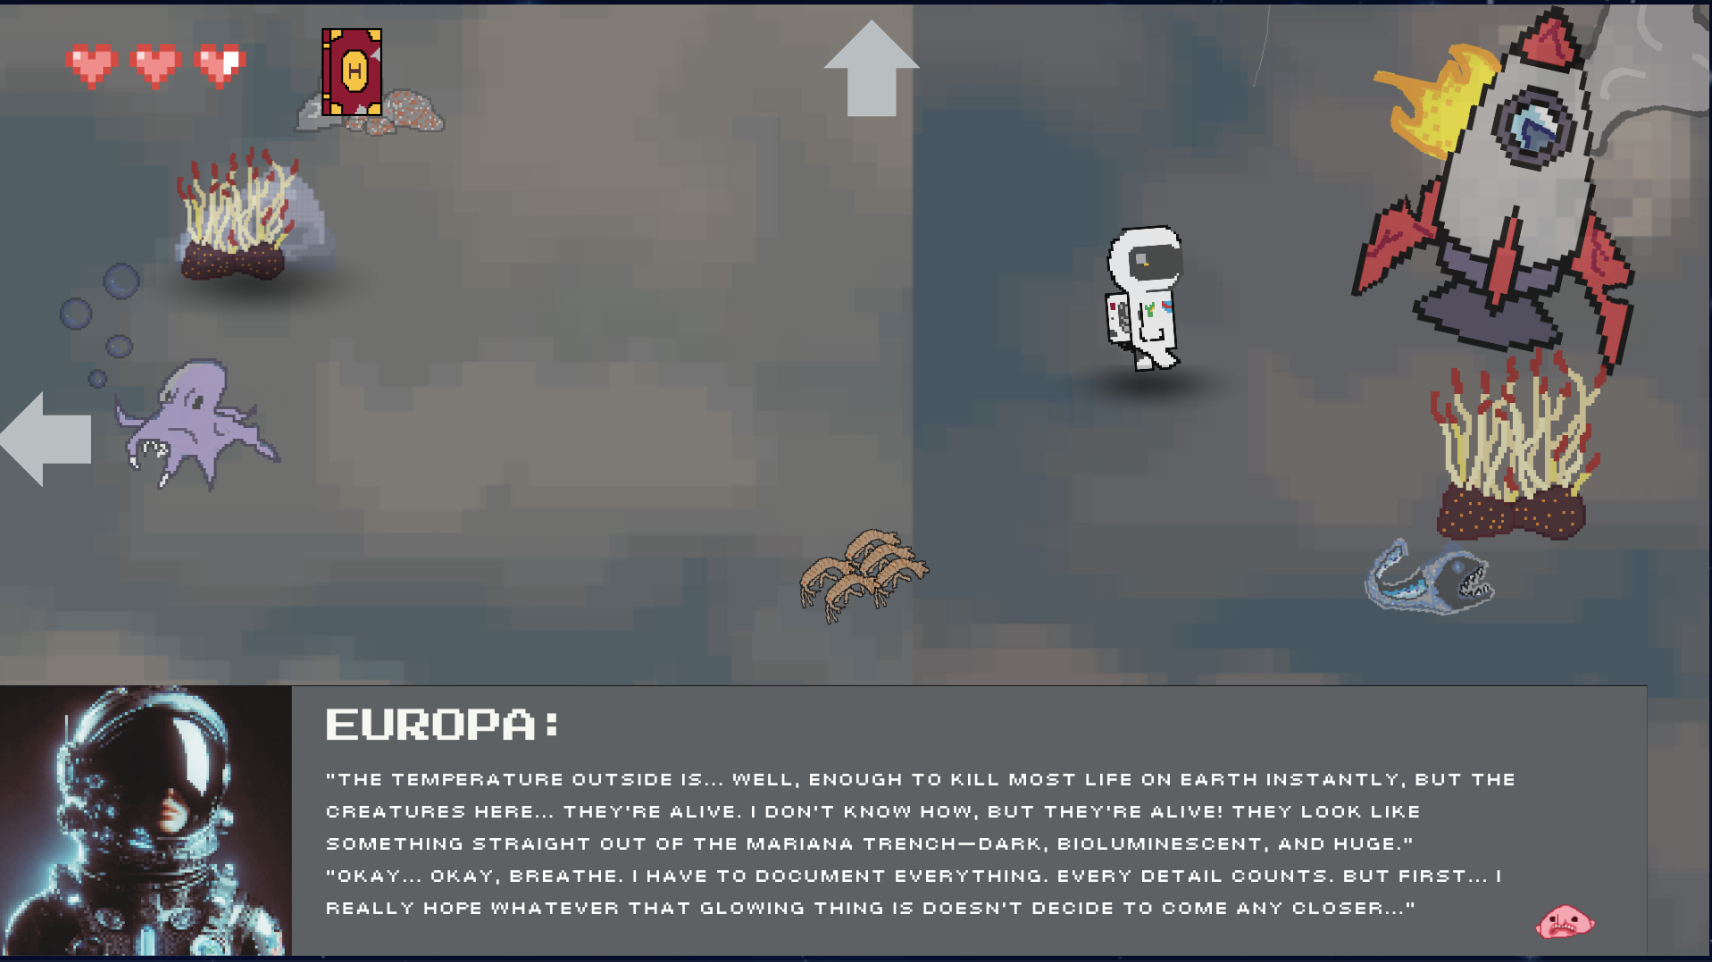 H
EUROPA:
"THE TEMPERATURE OUTSIDE IS... WELL, ENOUGH TO KILL MOST LIFE ON EARTH INSTANTLY, BUT THE
CREATURES HERE... THEY'RE ALIVE. I DON'T KNOW HOW, BUT THEY'RE ALIVE! THEY LOOK LIKE
SOMETHING STRAIGHT OUT OF THE MARIANA TRENCH—DARK, BIOLUMINESCENT, AND HUGE."
"OKAY... OKAY, BREATHE. I HAVE TO DOCUMENT EVERYTHING. EVERY DETAIL COUNTS. BUT FIRST... I
REALLY HOPE WHATEVER THAT GLOWING THING IS DOESN'T DECIDE TO COME ANY CLOSER..."